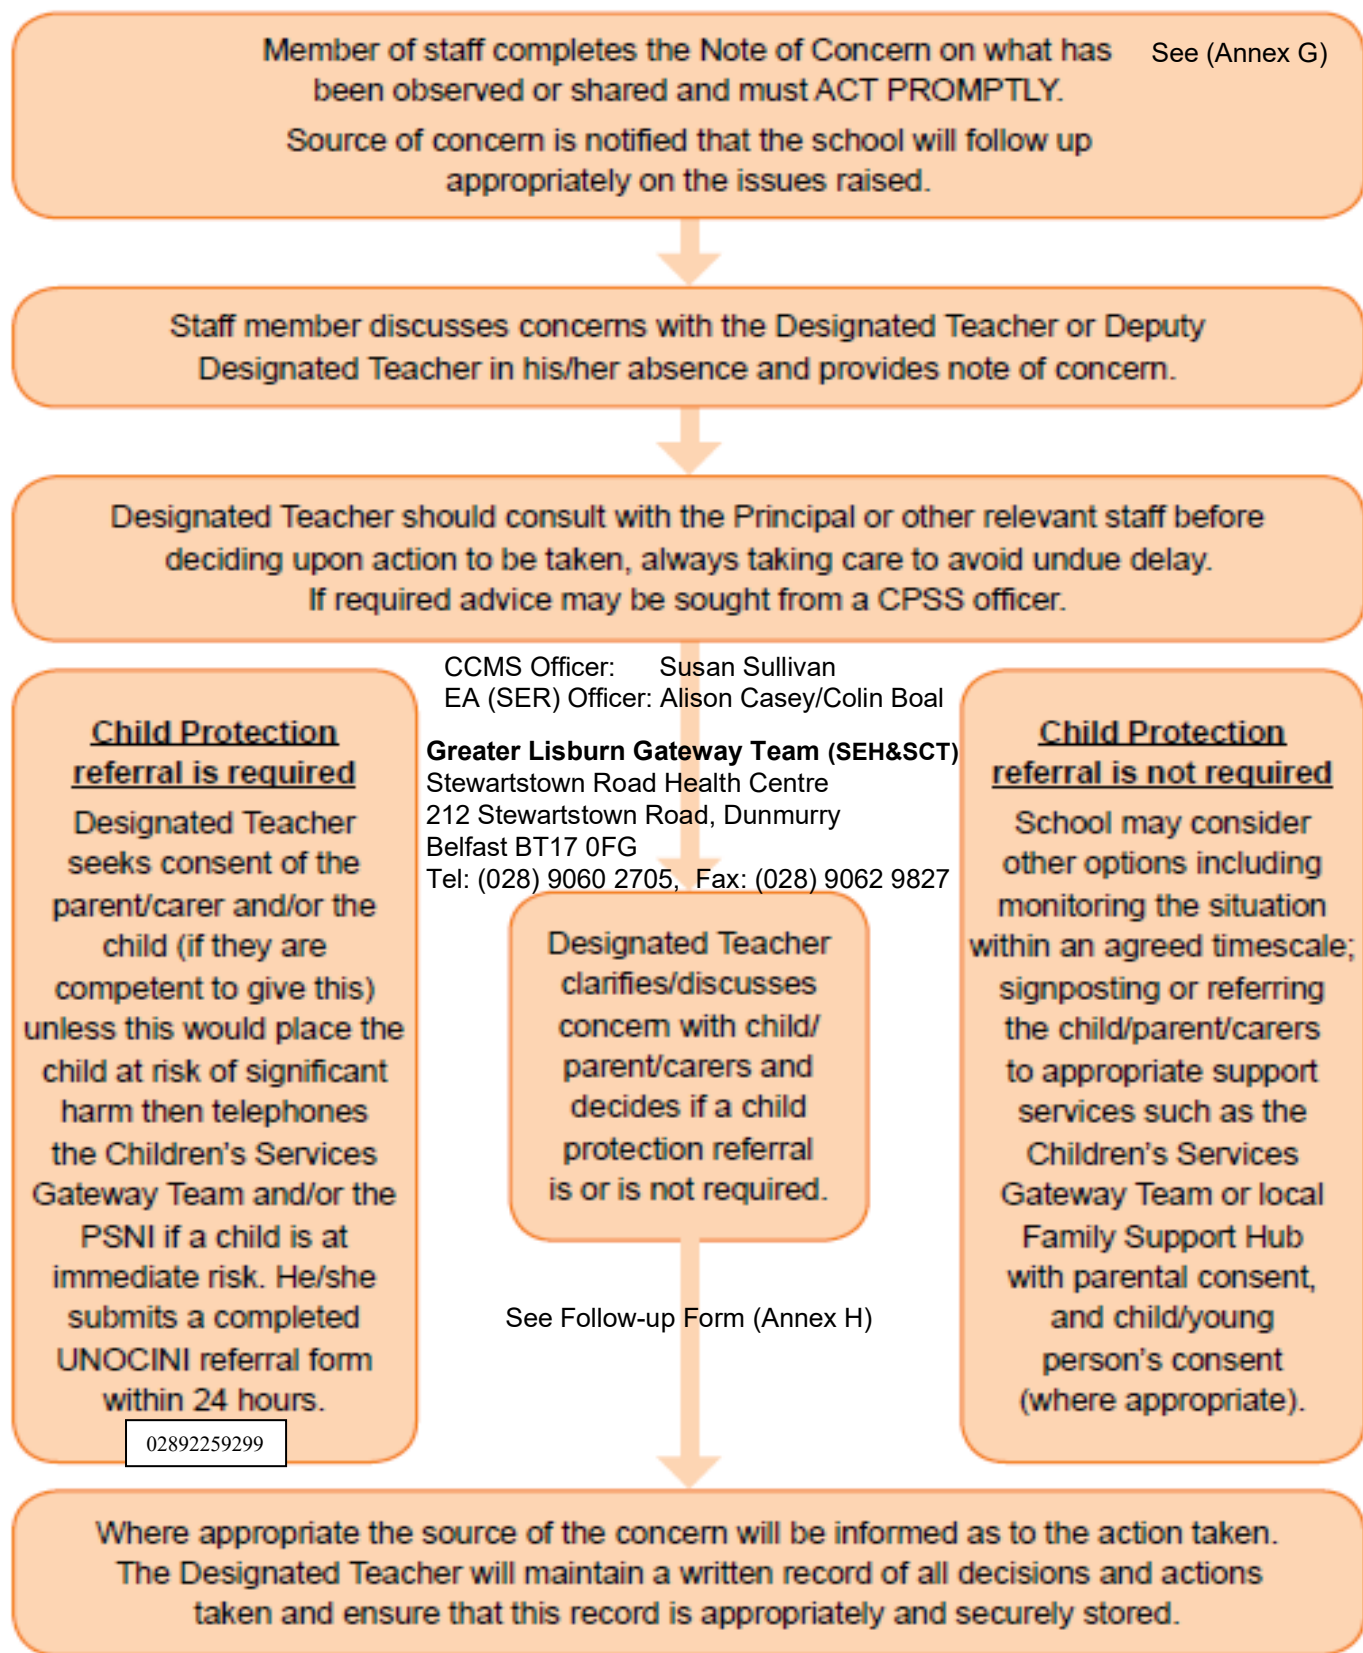 Member of staff completes the Note of Concern on what has
been observed or shared and must ACT PROMPTLY.
See (Annex G)
Source of concern is notified that the school will follow up
appropriately on the issues raised.
Staff member discusses concerns with the Designated Teacher or Deputy
Designated Teacher in his/her absence and provides note of concern.
Designated Teacher should consult with the Principal or other relevant staff before
deciding upon action to be taken, always taking care to avoid undue delay.
If required advice may be sought from a CPSS officer.
CCMS Officer: Susan Sullivan
EA (SER) Officer: Alison Casey/Colin Boal
Greater Lisburn Gateway Team (SEH&SCT)
Stewartstown Road Health Centre
212 Stewartstown Road, Dunmurry
Belfast BT17 0FG
Tel: (028) 9060 2705, Fax: (028) 9062 9827
Child Protection
referral is required
Designated Teacher
seeks consent of the
parent/carer and/or the
child (if they are
competent to give this)
unless this would place the
child at risk of significant
harm then telephones
the Children's Services
Gateway Team and/or the
PSNI if a child is at
immediate risk. He/she
submits a completed
UNOCINI referral form
within 24 hours.
02892259299
Designated Teacher
clarifies/discusses
concern with child/
parent/carers and
decides if a child
protection referral
is or is not required.
See Follow-up Form (Annex H)
Child Protection
referral is not required
School may consider
other options including
monitoring the situation
within an agreed timescale;
signposting or referring
the child/parent/carers
to appropriate support
services such as the
Children's Services
Gateway Team or local
Family Support Hub
with parental consent,
and child/young
person's consent
(where appropriate).
Where appropriate the source of the concern will be informed as to the action taken.
The Designated Teacher will maintain a written record of all decisions and actions
taken and ensure that this record is appropriately and securely stored.